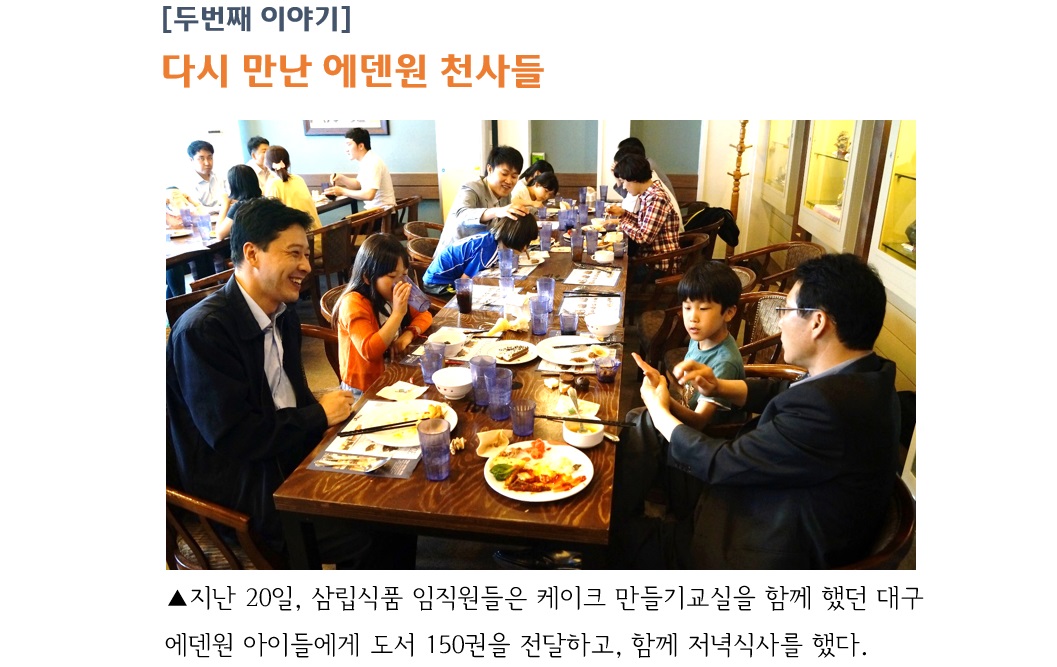 [두번째 이야기]
다시 만난 에덴원 천사들
▲지난 20일, 삼립식품 임직원들은 케이크 만들기교실을 함께 했던 대구
에덴원 아이들에게 도서 150권을 전달하고, 함께 저녁식사를 했다.